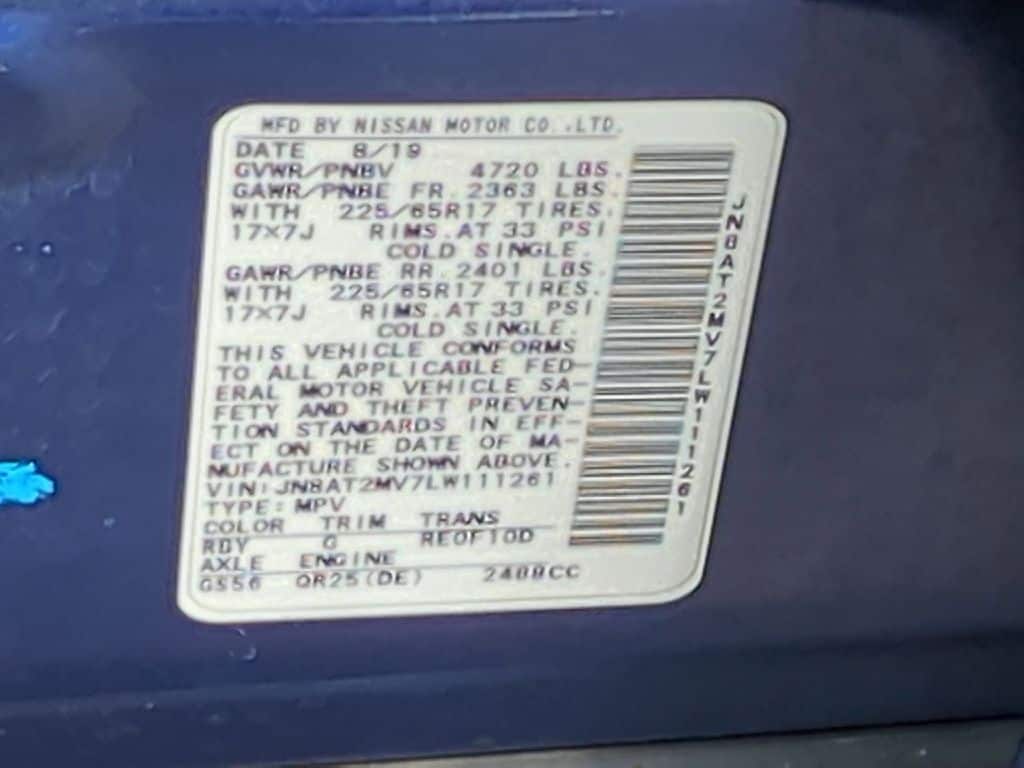 MFD BY NISSAN MOTOR CO.,LTD.
DATE 8/19
GVWR/PNBV 4720 LBS.
GAWR/PNBE FR. 2363 LBS.
WITH 225/65R17 TIRES.
17X7J RIMS.AT 33 PSI
COLD SINGLE.
GAWR/PNBE RR. 2401 LBS.
WITH 225/65R17 TIRES.
17X7J RIMS.AT 33 PSI
COLD SINGLE.
THIS VEHICLE CONFORMS
TO ALL APPLICABLE FED-
ERAL MOTOR VEHICLE SA-
FETY AND THEFT PREVEN-
TION STANDARDS IN EFF-
ECT ON THE DATE OF MA-
NUFACTURE SHOWN ABOVE.
VIN:JN8AT2MV7LW111261
TYPE:MPV
COLOR TRIM TRANS
RBY G RE0F10D
AXLE ENGINE
GS56 QR25(DE) 2488CC
JN8AT2MV7LW111261